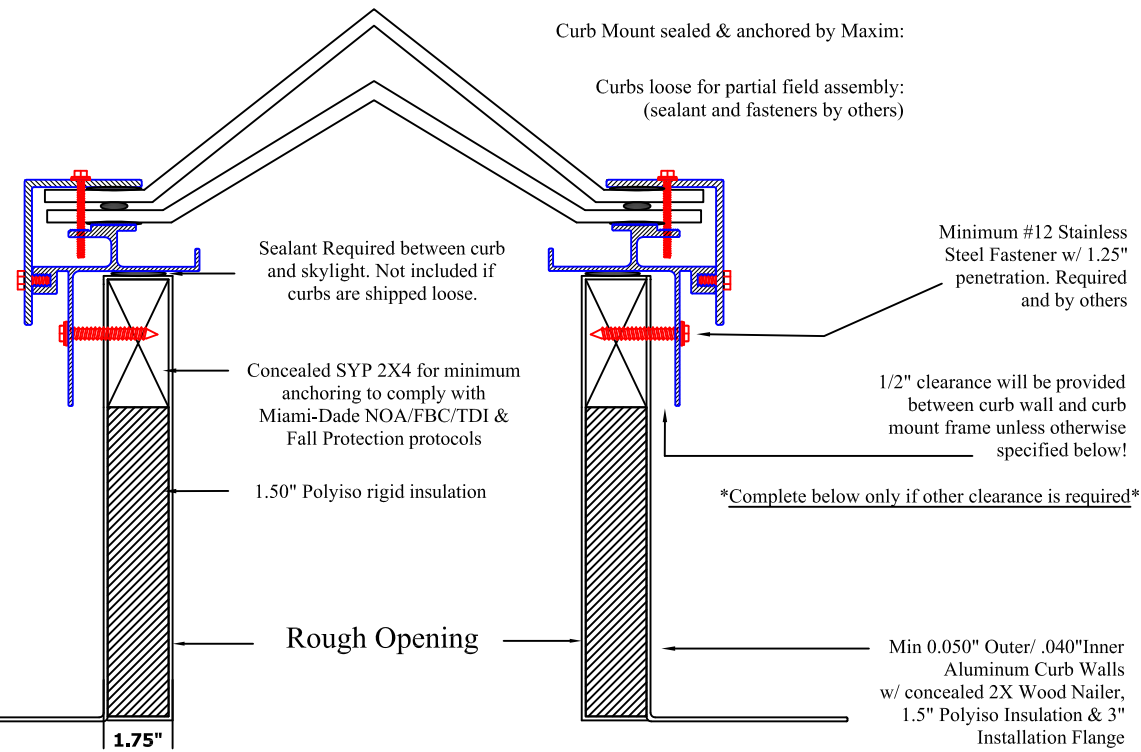 Curb Mount sealed & anchored by Maxim:
Curbs loose for partial field assembly:
(sealant and fasteners by others)
Sealant Required between curb
and skylight. Not included if
curbs are shipped loose.
Minimum #12 Stainless
Steel Fastener w/ 1.25"
penetration. Required
and by others
Concealed SYP 2X4 for minimum
anchoring to comply with
Miami-Dade NOA/FBC/TDI &
Fall Protection protocols
1/2" clearance will be provided
between curb wall and curb
mount frame unless otherwise
specified below!
1.50" Polyiso rigid insulation
*Complete below only if other clearance is required*
Rough Opening
Min 0.050" Outer/ .040"Inner
Aluminum Curb Walls
w/ concealed 2X Wood Nailer,
1.5" Polyiso Insulation & 3"
Installation Flange
1.75"